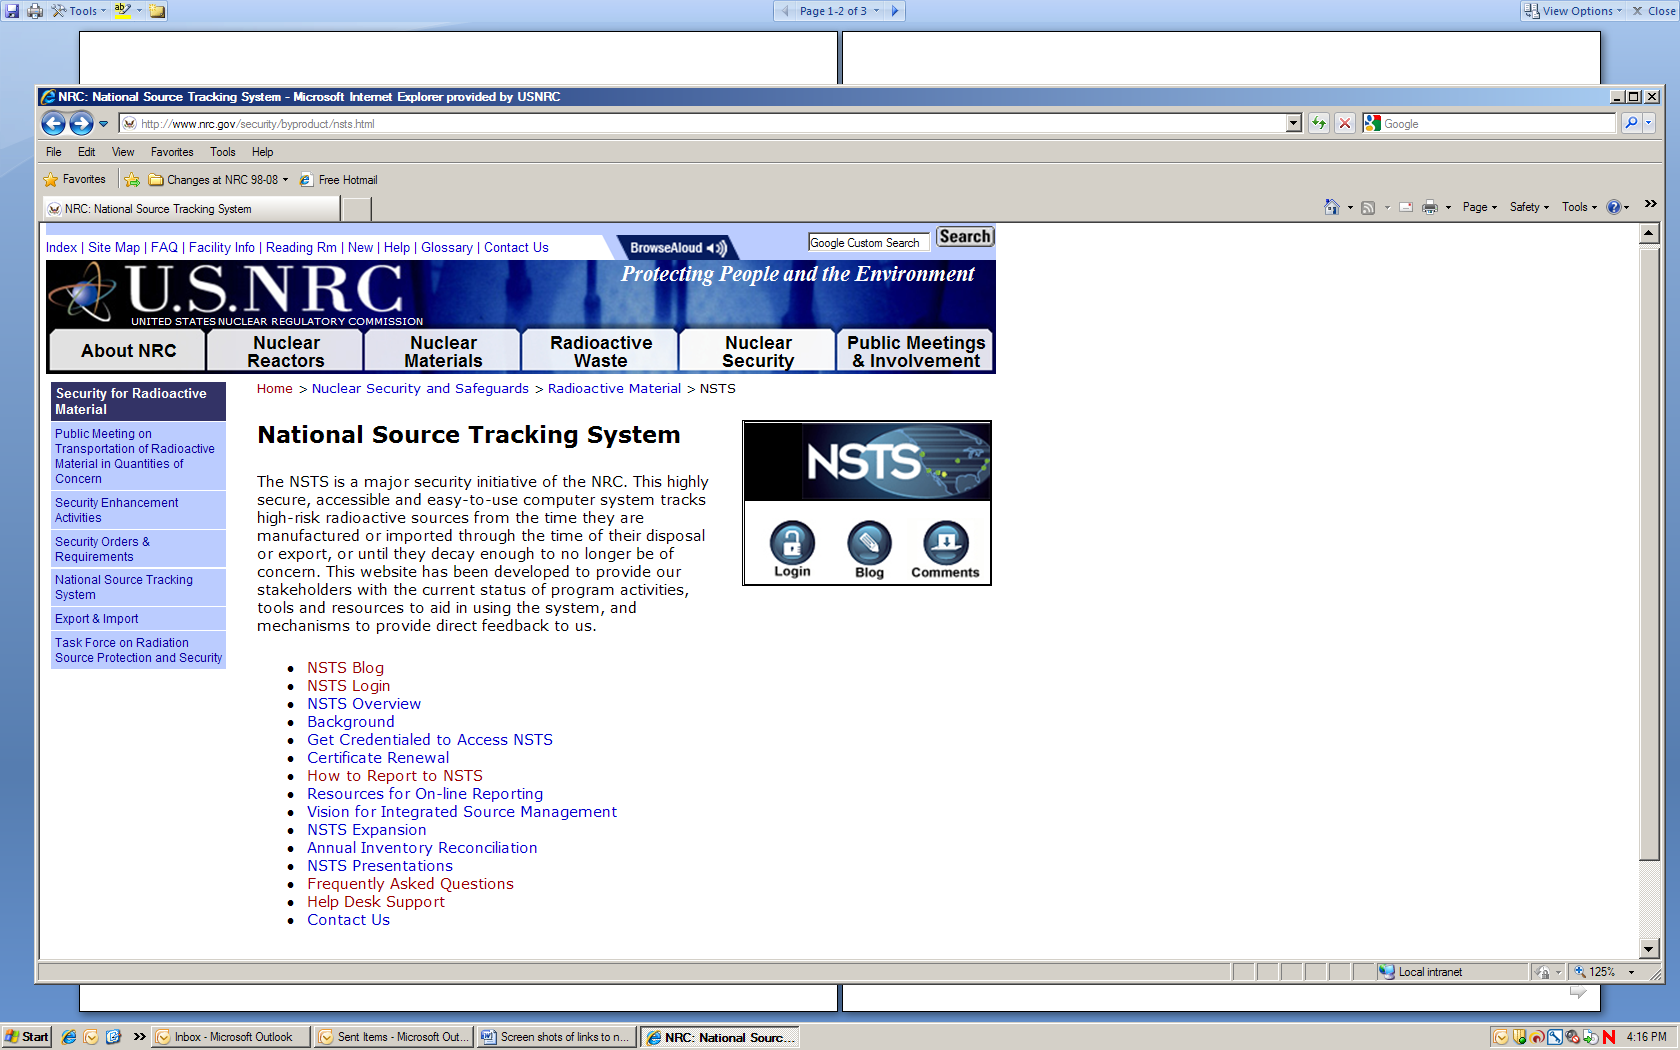 Tools
Page 1-2 of 3
View Options
Close
NRC: National Source Tracking System - Microsoft Internet Explorer provided by USNRC
http://www.nrc.gov/security/byproduct/nsts.html
Google
File Edit View Favorites Tools Help
Favorites
Changes at NRC 98-08
Free Hotmail
NRC: National Source Tracking System
Page Safety Tools
Index | Site Map | FAQ | Facility Info | Reading Rm | New | Help | Glossary | Contact Us
BrowseAloud
Google Custom Search
Search
U.S.NRC
UNITED STATES NUCLEAR REGULATORY COMMISSION
Protecting People and the Environment
About NRC
Nuclear
Reactors
Nuclear
Materials
Radioactive
Waste
Nuclear
Security
Public Meetings
& Involvement
Security for Radioactive
Material
Public Meeting on
Transportation of Radioactive
Material in Quantities of
Concern
Security Enhancement
Activities
Security Orders &
Requirements
National Source Tracking
System
Export & Import
Task Force on Radiation
Source Protection and Security
Home > Nuclear Security and Safeguards > Radioactive Material > NSTS
National Source Tracking System
The NSTS is a major security initiative of the NRC. This highly
secure, accessible and easy-to-use computer system tracks
high-risk radioactive sources from the time they are
manufactured or imported through the time of their disposal
or export, or until they decay enough to no longer be of
concern. This website has been developed to provide our
stakeholders with the current status of program activities,
tools and resources to aid in using the system, and
mechanisms to provide direct feedback to us.
NSTS
Login
Blog
Comments
NSTS Blog
NSTS Login
NSTS Overview
Background
Get Credentialed to Access NSTS
Certificate Renewal
How to Report to NSTS
Resources for On-line Reporting
Vision for Integrated Source Management
NSTS Expansion
Annual Inventory Reconciliation
NSTS Presentations
Frequently Asked Questions
Help Desk Support
Contact Us
Local intranet
125%
Start
Inbox - Microsoft Outlook
Sent Items - Microsoft Out...
Screen shots of links to n...
NRC: National Sourc...
4:16 PM